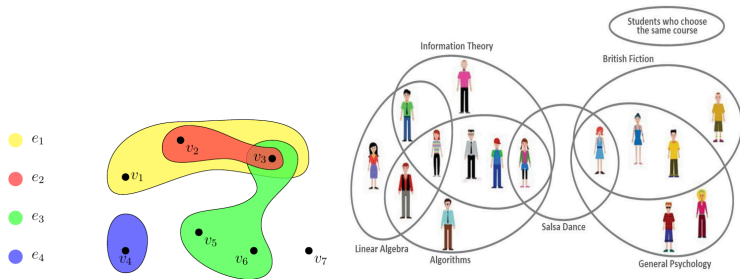 e1
e2
e3
e4
v1
v2
v3
v4
v5
v6
v7
Students who choose
the same course
Information Theory
British Fiction
Salsa Dance
Linear Algebra
Algorithms
General Psychology